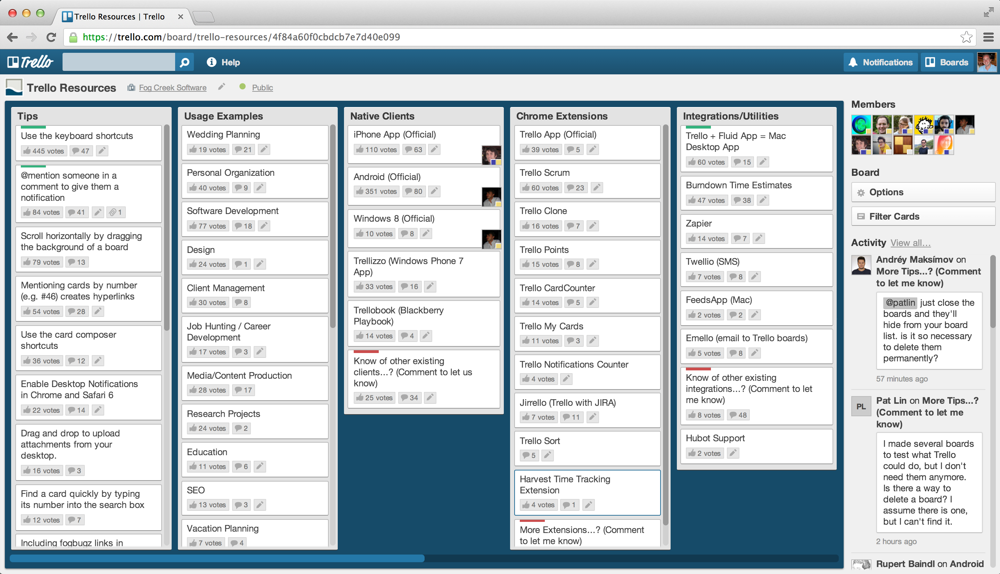 Trello Resources | Trello
https://trello.com/board/trello-resources/4f84a60f0cbdcb7e7d40e099
Trello
Help
Notifications
Boards
Trello Resources
Fog Creek Software
Public
Tips
Use the keyboard shortcuts
445 votes 47
@mention someone in a
comment to give them a
notification
84 votes 41 1
Scroll horizontally by dragging
the background of a board
79 votes 13
Mentioning cards by number
(e.g. #46) creates hyperlinks
54 votes 28
Use the card composer
shortcuts
36 votes 12
Enable Desktop Notifications
in Chrome and Safari 6
22 votes 14
Drag and drop to upload
attachments from your
desktop.
16 votes 3
Find a card quickly by typing
its number into the search box
12 votes 7
Including fogbugz links in
Usage Examples
Wedding Planning
19 votes 21
Personal Organization
40 votes 9
Software Development
77 votes 18
Design
24 votes 1
Client Management
30 votes 8
Job Hunting / Career
Development
17 votes 3
Media/Content Production
28 votes 17
Research Projects
24 votes 2
Education
11 votes 6
SEO
13 votes 3
Vacation Planning
7 votes 4
Native Clients
iPhone App (Official)
110 votes 63
Android (Official)
351 votes 80
Windows 8 (Official)
10 votes 8
Trellizzo (Windows Phone 7
App)
33 votes 16
Trellobook (Blackberry
Playbook)
14 votes 4
Know of other existing
clients...? (Comment to let us
know)
25 votes 34
Chrome Extensions
Trello App (Official)
39 votes 5
Trello Scrum
60 votes 23
Trello Clone
16 votes 7
Trello Points
15 votes 8
Trello CardCounter
14 votes 5
Trello My Cards
11 votes 3
Trello Notifications Counter
4 votes
Jirrello (Trello with JIRA)
7 votes 11
Trello Sort
5
Harvest Time Tracking
Extension
4 votes 1
More Extensions...? (Comment
to let me know)
Integrations/Utilities
Trello + Fluid App = Mac
Desktop App
60 votes 15
Burndown Time Estimates
47 votes 38
Zapier
14 votes 7
Twellio (SMS)
7 votes 8
FeedsApp (Mac)
2 votes 2
Emello (email to Trello boards)
5 votes 8
Know of other existing
integrations...? (Comment to let
me know)
8 votes 48
Hubot Support
2 votes
Members
Board
Options
Filter Cards
Activity View all...
Andréy Maksímov on
More Tips...? (Comment
to let me know)
@patlin just close the
boards and they'll
hide from your board
list. is it so necessary
to delete them
permanently?
57 minutes ago
PL
Pat Lin on More Tips...?
(Comment to let me
know)
I made several boards
to test what Trello
could do, but I don't
need them anymore.
Is there a way to
delete a board? I
assume there is one,
but I can't find it.
2 hours ago
Rupert Baindl on Android